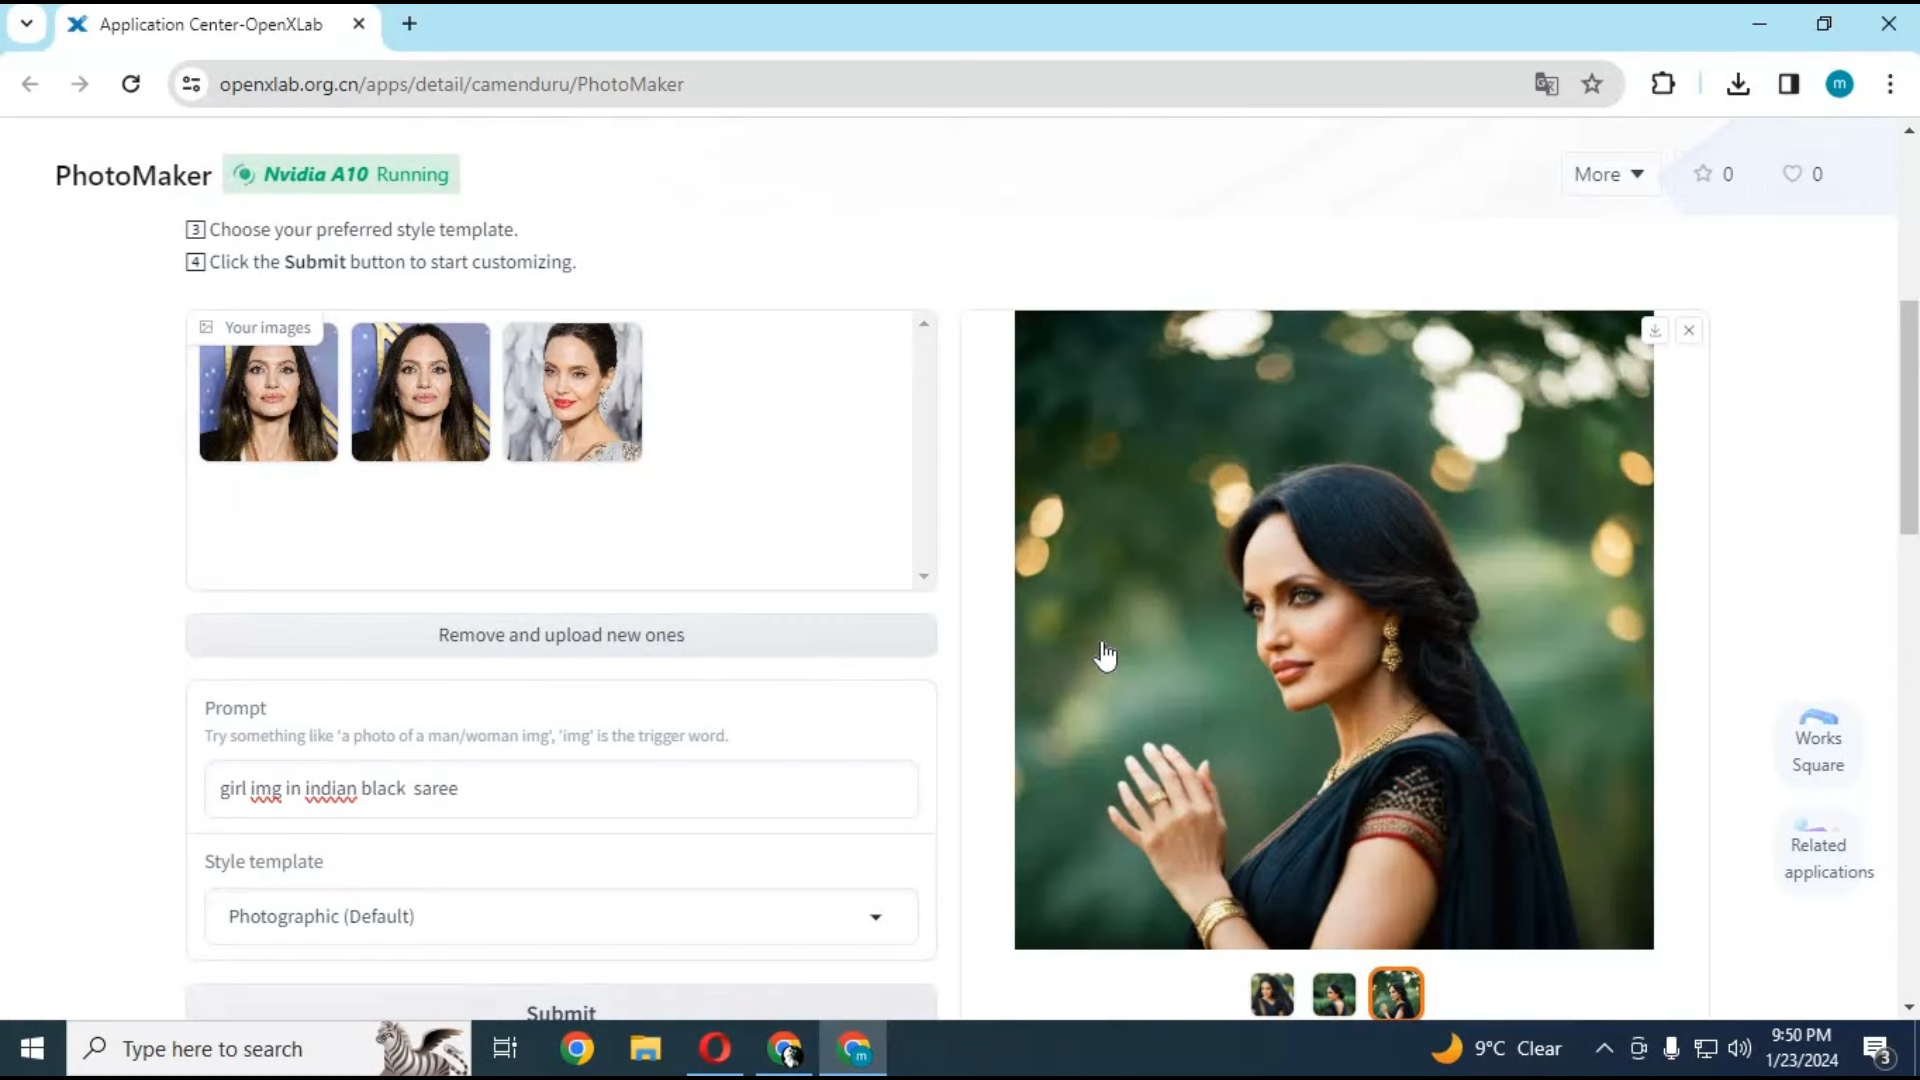 Application Center-OpenXLab
openxlab.org.cn/apps/detail/camenduru/PhotoMaker
m
PhotoMaker
Nvidia A10 Running
More
0
0
3 Choose your preferred style template.
4 Click the Submit button to start customizing.
Your images
Remove and upload new ones
Prompt
Try something like 'a photo of a man/woman img', 'img' is the trigger word.
girl img in indian black saree
Style template
Photographic (Default)
Submit
Works
Square
Related
applications
Type here to search
m
9°C Clear
9:50 PM
1/23/2024
3